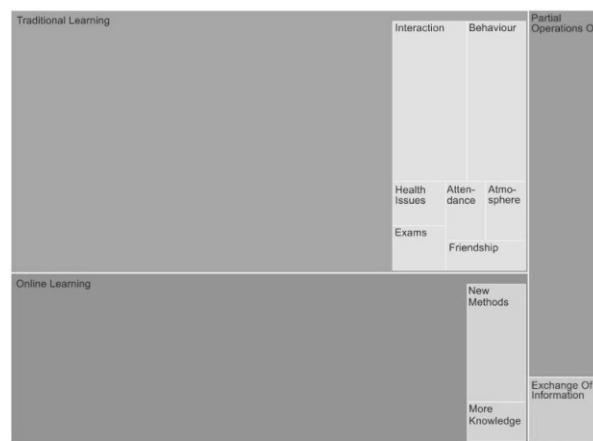 Traditional Learning
Interaction
Behaviour
Health
Issues
Atten-
dance
Atmo-
sphere
Exams
Friendship
Online Learning
New
Methods
More
Knowledge
Partial
Operations O
Exchange Of
Information